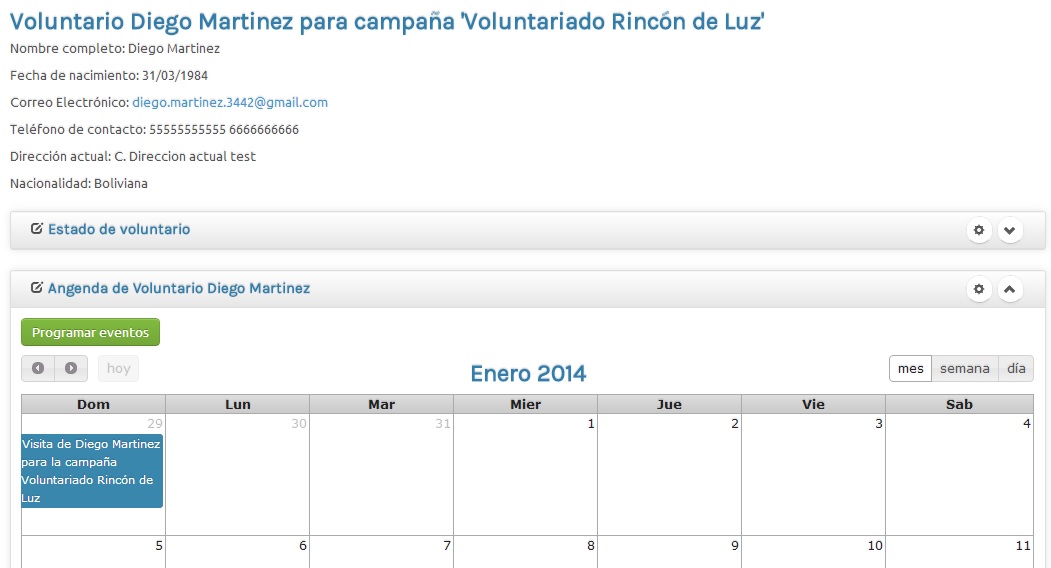 Voluntario Diego Martinez para campaña 'Voluntariado Rincón de Luz'
Nombre completo: Diego Martinez
Fecha de nacimiento: 31/03/1984
Correo Electrónico: diego.martinez.3442@gmail.com
Teléfono de contacto: 55555555555 6666666666
Dirección actual: C. Direccion actual test
Nacionalidad: Boliviana
Estado de voluntario
Angenda de Voluntario Diego Martinez
Programar eventos
hoy
Enero 2014
mes semana día
Dom Lun Mar Mier Jue Vie Sab
29 30 31 1 2 3 4
Visita de Diego Martinez
para la campaña
Voluntariado Rincón de
Luz
5 6 7 8 9 10 11